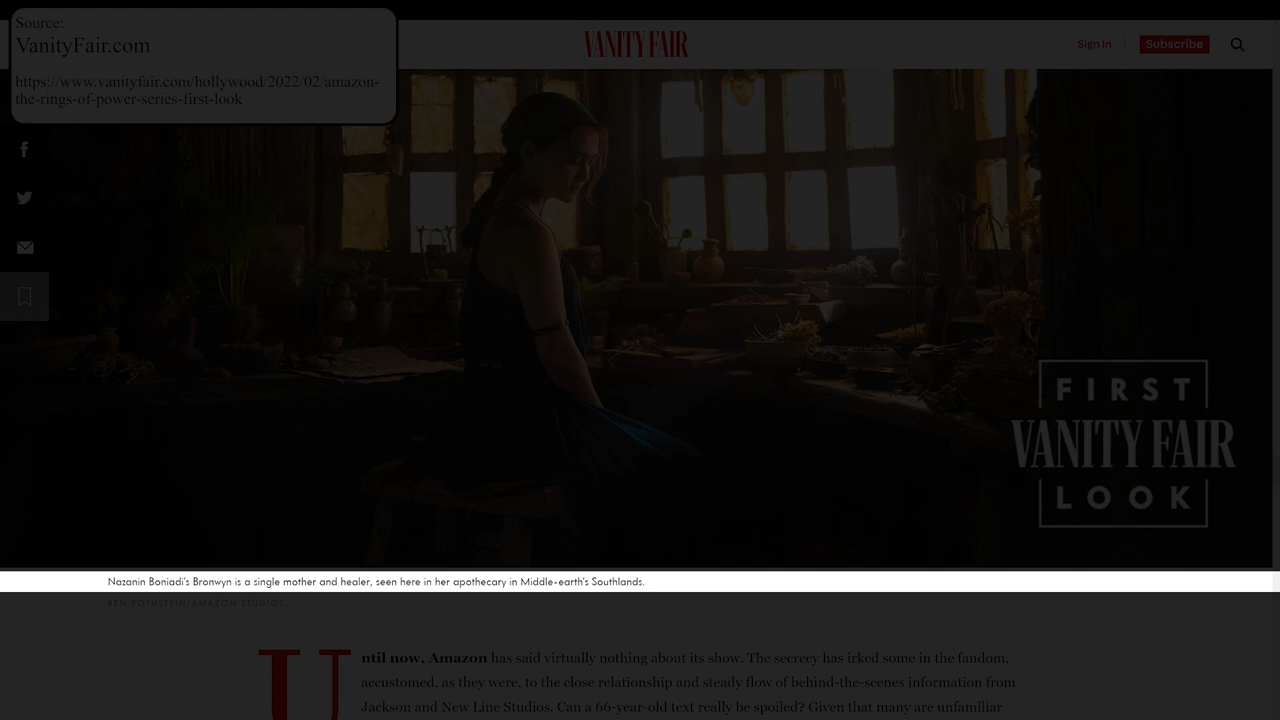 Source:
VanityFair.com
https://www.vanityfair.com/hollywood/2022/02/amazon-
the-rings-of-power-series-first-look
VANITY FAIR
Sign In
Subscribe
FIRST
VANITY FAIR
LOOK
Nazanin Boniadi's Bronwyn is a single mother and healer, seen here in her apothecary in Middle-earth's Southlands.
BEN ROTHSTEIN/AMAZON STUDIOS
Until now, Amazon has said virtually nothing about its show. The secrecy has irked some in the fandom,
accustomed, as they were, to the close relationship and steady flow of behind-the-scenes information from
Jackson and New Line Studios. Can a 66-year-old text really be spoiled? Given that many are unfamiliar